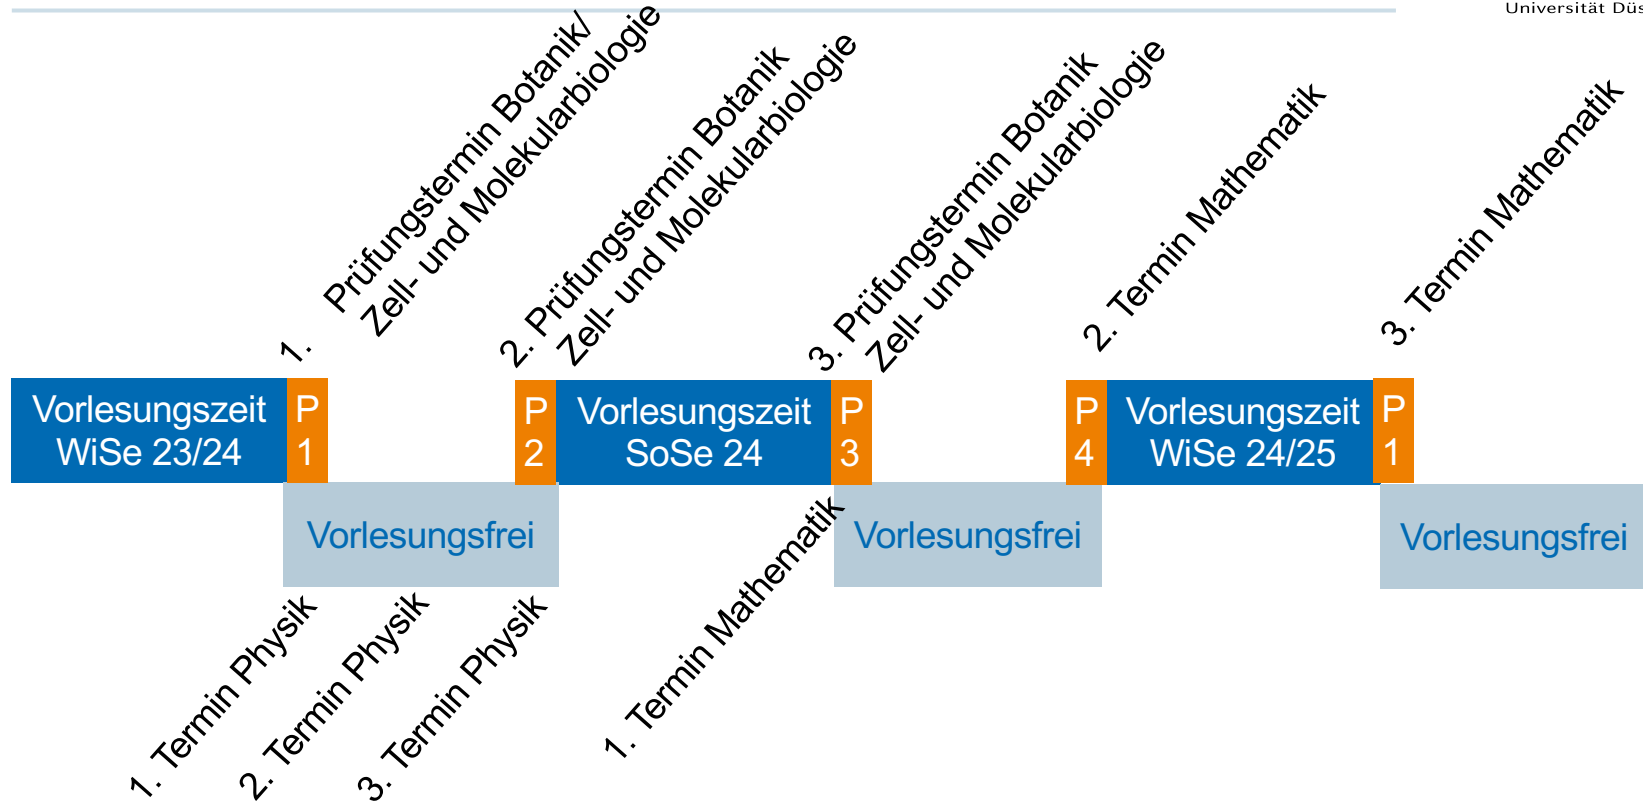 Universität Düs
1. Prüfungstermin Botanik/
Zell- und Molekularbiologie
2. Prüfungstermin Botanik
Zell- und Molekularbiologie
3. Prüfungstermin Botanik
Zell- und Molekularbiologie
2. Termin Mathematik
3. Termin Mathematik
Vorlesungszeit
WiSe 23/24
P
1
P
2
Vorlesungszeit
SoSe 24
P
3
P
4
Vorlesungszeit
WiSe 24/25
P
1
Vorlesungsfrei
Vorlesungsfrei
Vorlesungsfrei
1. Termin Physik
2. Termin Physik
3. Termin Physik
1. Termin Mathematik